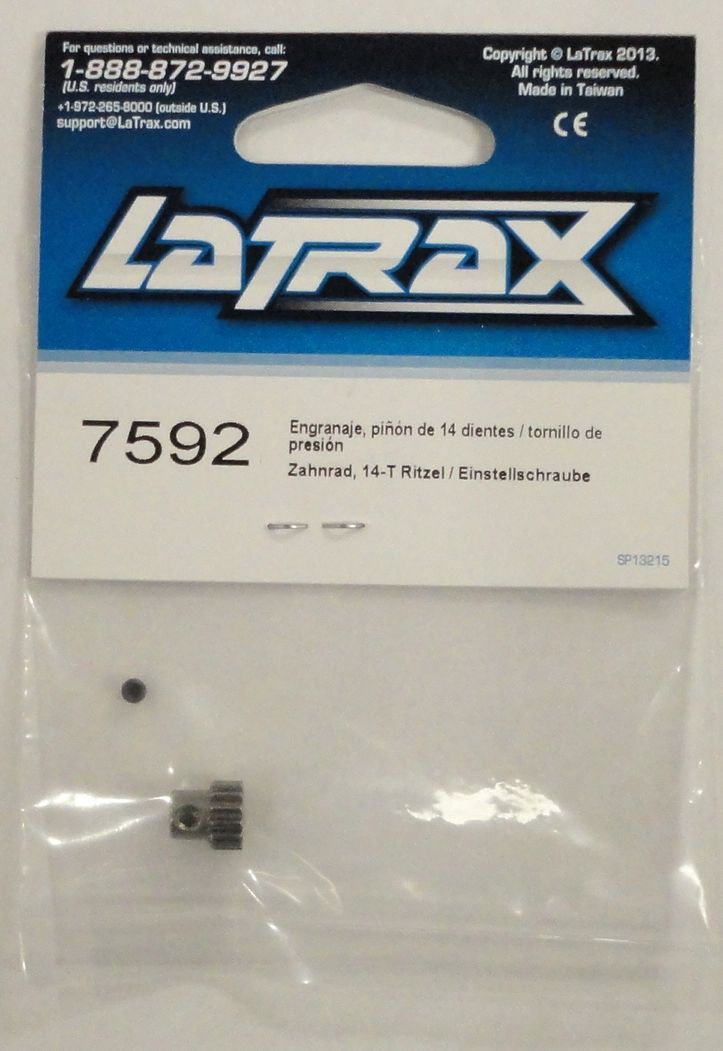 For questions or technical assistance, call:
1-888-872-9927
(U.S. residents only)
+1-972-265-8000 (outside U.S.)
support@LaTrax.com
Copyright © LaTrax 2013.
All rights reserved.
Made in Taiwan
CE
LATRAX
7592
Engranaje, piñón de 14 dientes / tornillo de
presión
Zahnrad, 14-T Ritzel / Einstellschraube
SP13215